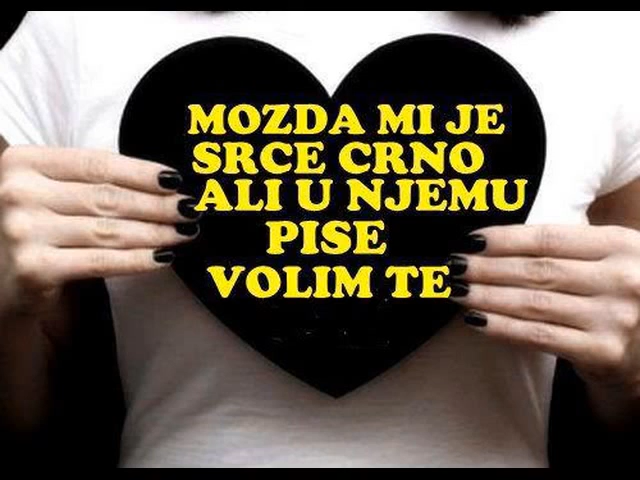 MOZDA MI JE
SRCE CRNO
ALI U NJEMU
PISE
VOLIM TE